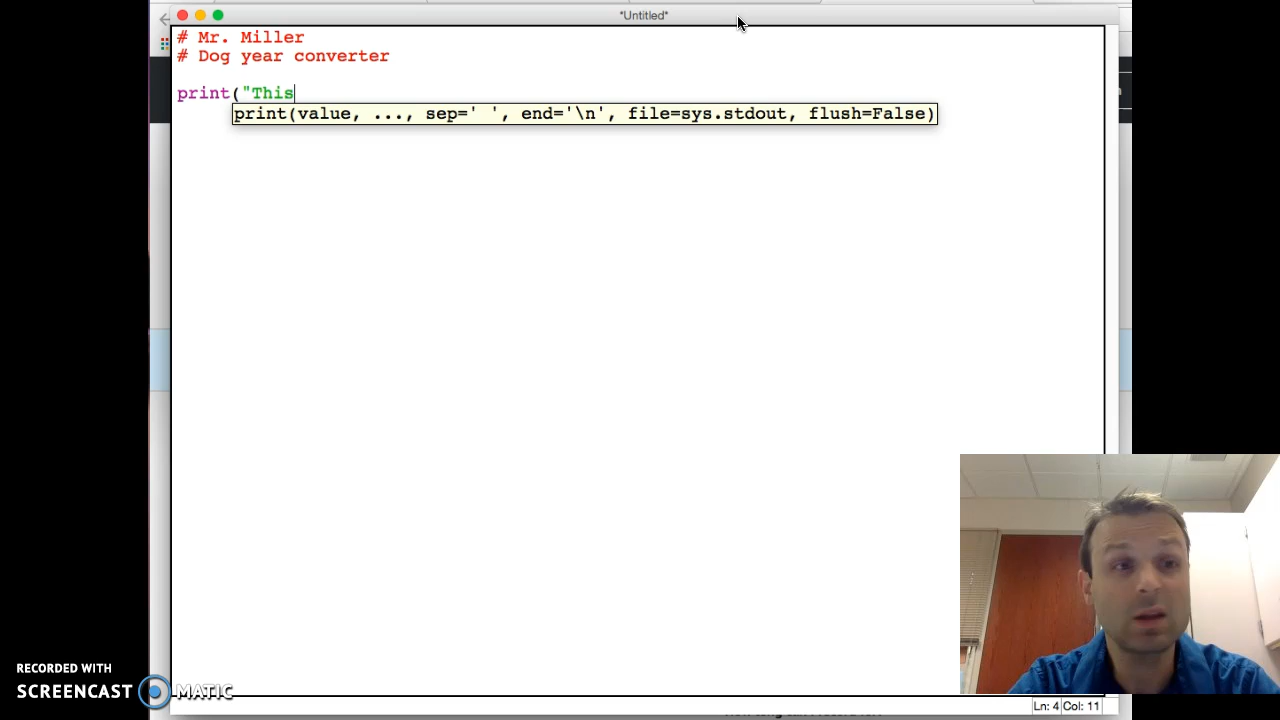 *Untitled*
# Mr. Miller
# Dog year converter
print("This
print(value, ..., sep=' ', end='\n', file=sys.stdout, flush=False)
RECORDED WITH
SCREENCAST MATIC
Ln: 4 Col: 11